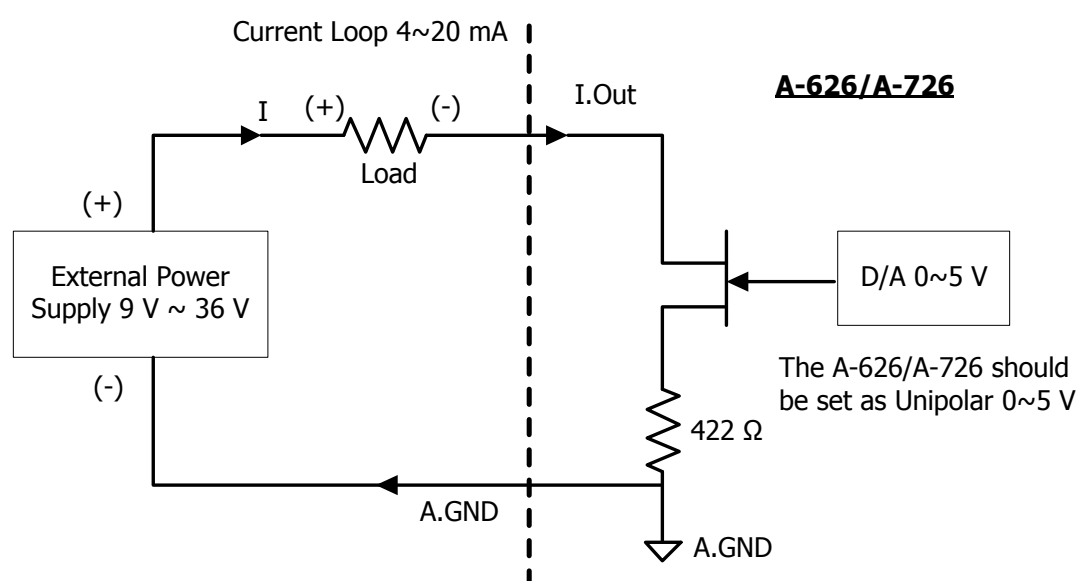 Current Loop 4~20 mA
A-626/A-726
I
(+)
(-)
I.Out
Load
(+)
External Power
Supply 9 V ~ 36 V
D/A 0~5 V
(-)
The A-626/A-726 should
be set as Unipolar 0~5 V
422 Ω
A.GND
A.GND